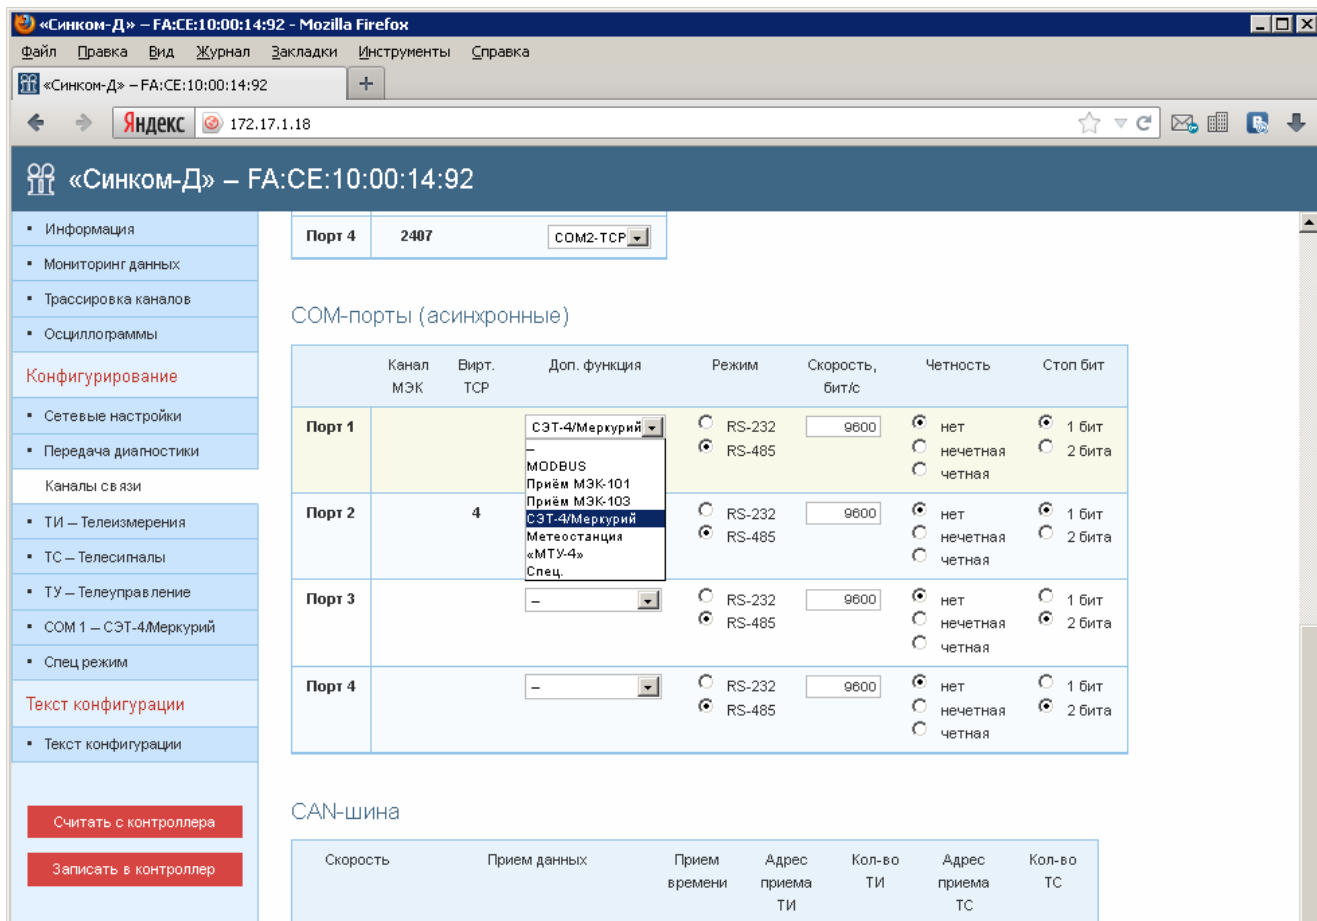 «Синком-Д» – FA:CE:10:00:14:92 - Mozilla Firefox
Файл Правка Вид Журнал Закладки Инструменты Справка
«Синком-Д» – FA:CE:10:00:14:92 +
Яндекс 172.17.1.18
«Синком-Д» – FA:CE:10:00:14:92
Информация
Мониторинг данных
Трассировка каналов
Осциллограммы
Конфигурирование
Сетевые настройки
Передача диагностики
Каналы связи
ТИ – Телеизмерения
ТС – Телесигналы
ТУ – Телеуправление
COM 1 – СЭТ-4/Меркурий
Спец режим
Текст конфигурации
Текст конфигурации
Считать с контроллера
Записать в контроллер
Порт 4 2407 COM2-TCP
COM-порты (асинхронные)
Канал МЭК
Вирт. TCP
Доп. функция
Режим
Скорость, бит/с
Четность
Стоп бит
Порт 1 СЭТ-4/Меркурий RS-232 9600 нет 1 бит
RS-485 нечетная 2 бита
четная
–
MODBUS
Приём МЭК-101
Приём МЭК-103
СЭТ-4/Меркурий
Метеостанция
«МТУ-4»
Спец.
Порт 2 4 RS-232 9600 нет 1 бит
RS-485 нечетная 2 бита
четная
Порт 3 – RS-232 9600 нет 1 бит
RS-485 нечетная 2 бита
четная
Порт 4 – RS-232 9600 нет 1 бит
RS-485 нечетная 2 бита
четная
CAN-шина
Скорость
Прием данных
Прием времени
Адрес приема ТИ
Кол-во ТИ
Адрес приема ТС
Кол-во ТС